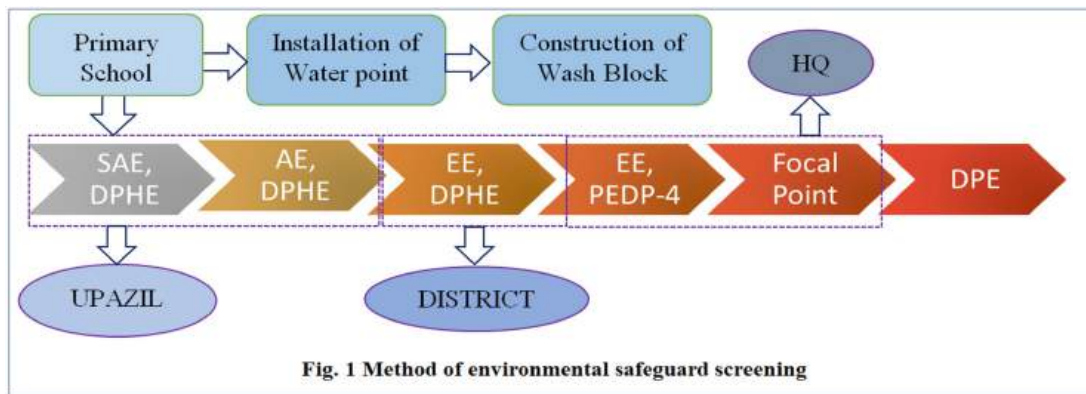 Primary
School
Installation of
Water point
Construction of
Wash Block
HQ
SAE,
DPHE
AE,
DPHE
EE,
DPHE
EE,
PEDP-4
Focal
Point
DPE
UPAZIL
DISTRICT
Fig. 1 Method of environmental safeguard screening